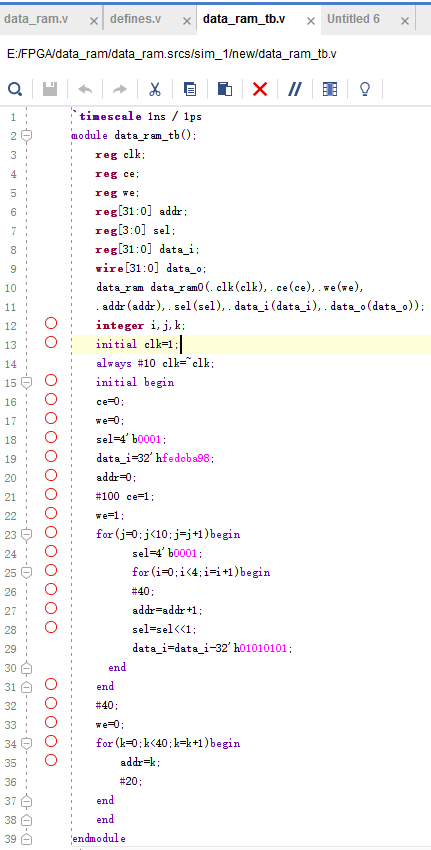 data_ram.v × defines.v × data_ram_tb.v × Untitled 6 ×
E:/FPGA/data_ram/data_ram.srcs/sim_1/new/data_ram_tb.v
1 `timescale 1ns / 1ps
2 module data_ram_tb();
3 reg clk;
4 reg ce;
5 reg we;
6 reg[31:0] addr;
7 reg[3:0] sel;
8 reg[31:0] data_i;
9 wire[31:0] data_o;
10 data_ram data_ram0(.clk(clk),.ce(ce),.we(we),
11 .addr(addr),.sel(sel),.data_i(data_i),.data_o(data_o));
12 integer i,j,k;
13 initial clk=1;
14 always #10 clk=~clk;
15 initial begin
16 ce=0;
17 we=0;
18 sel=4'b0001;
19 data_i=32'hfedcba98;
20 addr=0;
21 #100 ce=1;
22 we=1;
23 for(j=0;j<10;j=j+1)begin
24 sel=4'b0001;
25 for(i=0;i<4;i=i+1)begin
26 #40;
27 addr=addr+1;
28 sel=sel<<1;
29 data_i=data_i-32'h01010101;
30 end
31 end
32 #40;
33 we=0;
34 for(k=0;k<40;k=k+1)begin
35 addr=k;
36 #20;
37 end
38 end
39 endmodule